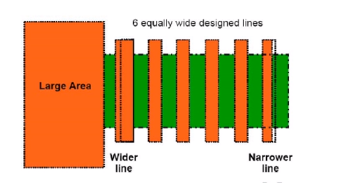 6 equally wide designed lines
Large Area
Wider
line
Narrower
line